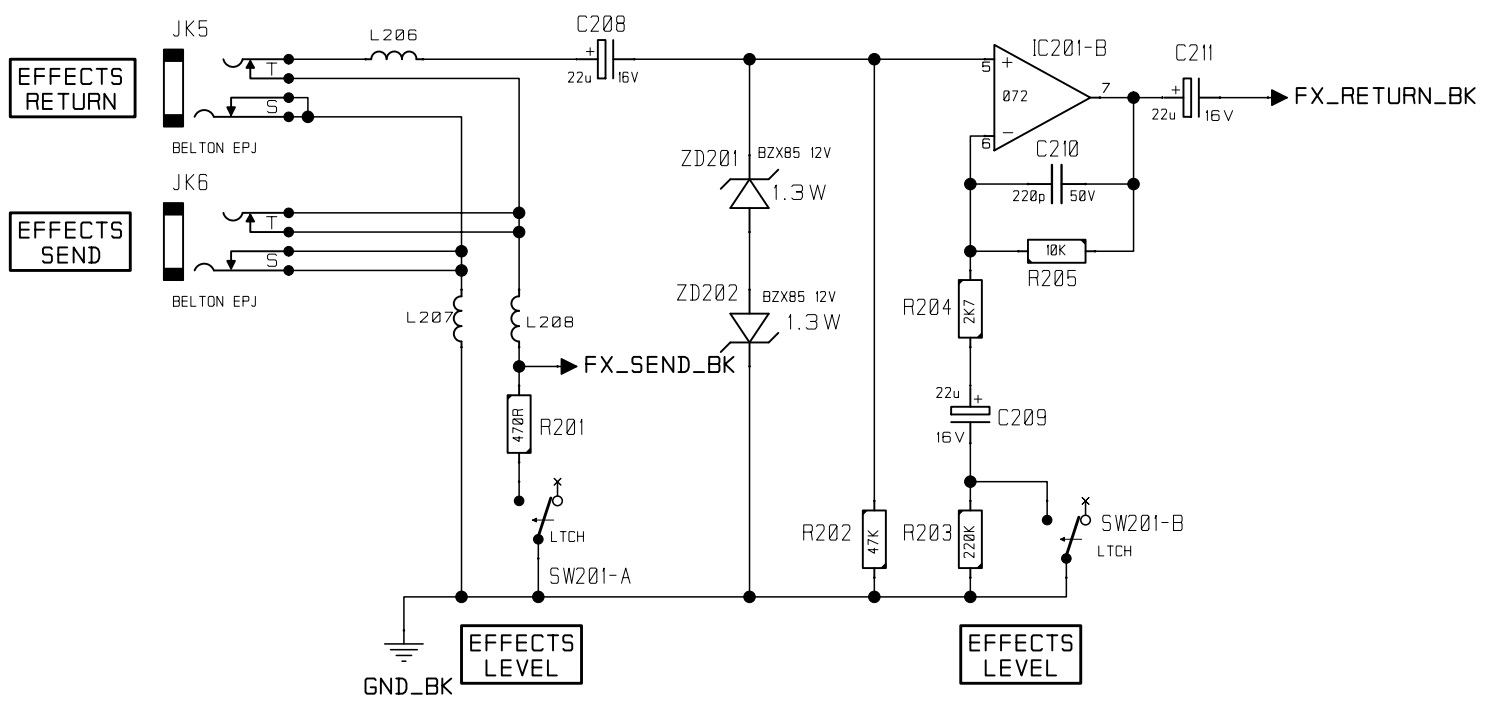 JK5
EFFECTS
RETURN
T
S
BELTON EPJ
L206
C208
+
22u
16V
IC201-B
5
+
072
7
-
6
C211
+
22u
16V
FX_RETURN_BK
C210
220p
50V
10K
R205
ZD201
BZX85 12V
1.3W
JK6
EFFECTS
SEND
T
S
BELTON EPJ
L207
L208
ZD202
BZX85 12V
1.3W
FX_SEND_BK
R204
2K7
22u
+
C209
16V
470R
R201
LTCH
SW201-A
R202
47K
R203
220K
SW201-B
LTCH
EFFECTS
LEVEL
EFFECTS
LEVEL
GND_BK